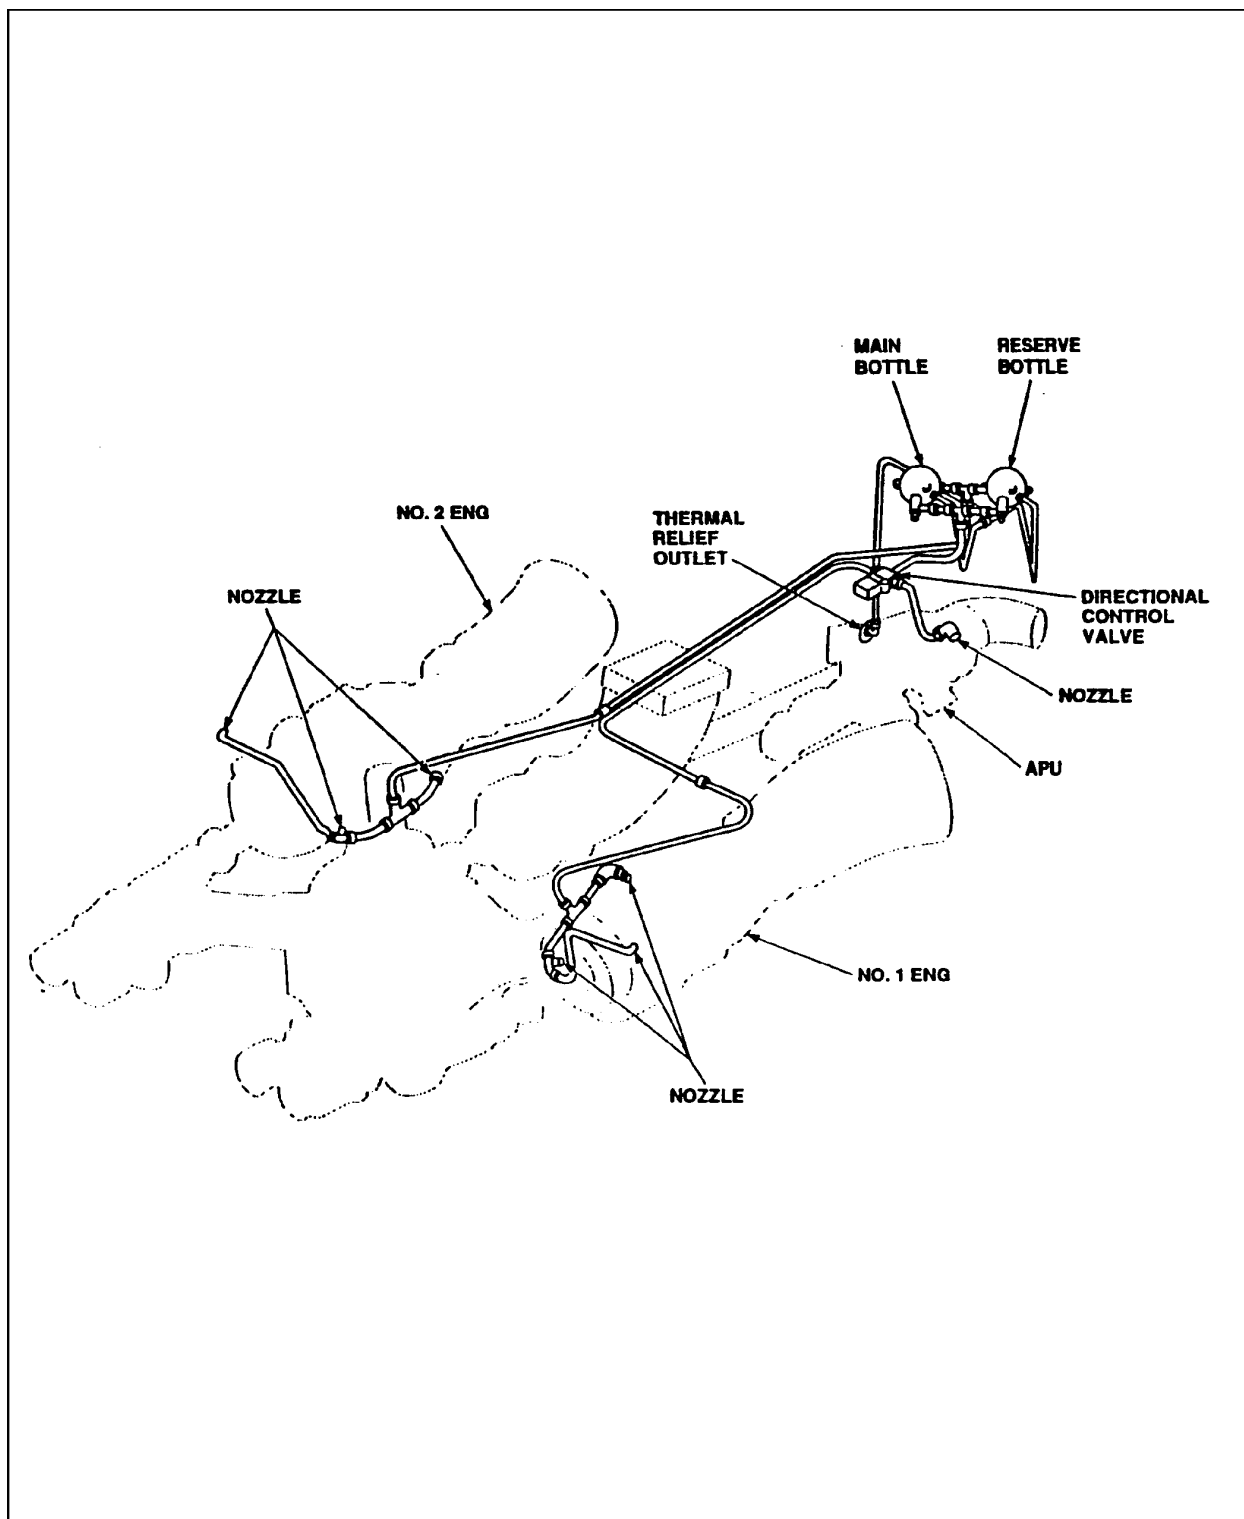 MAIN
BOTTLE
RESERVE
BOTTLE
NO. 2 ENG
THERMAL
RELIEF
OUTLET
NOZZLE
DIRECTIONAL
CONTROL
VALVE
NOZZLE
APU
NO. 1 ENG
NOZZLE